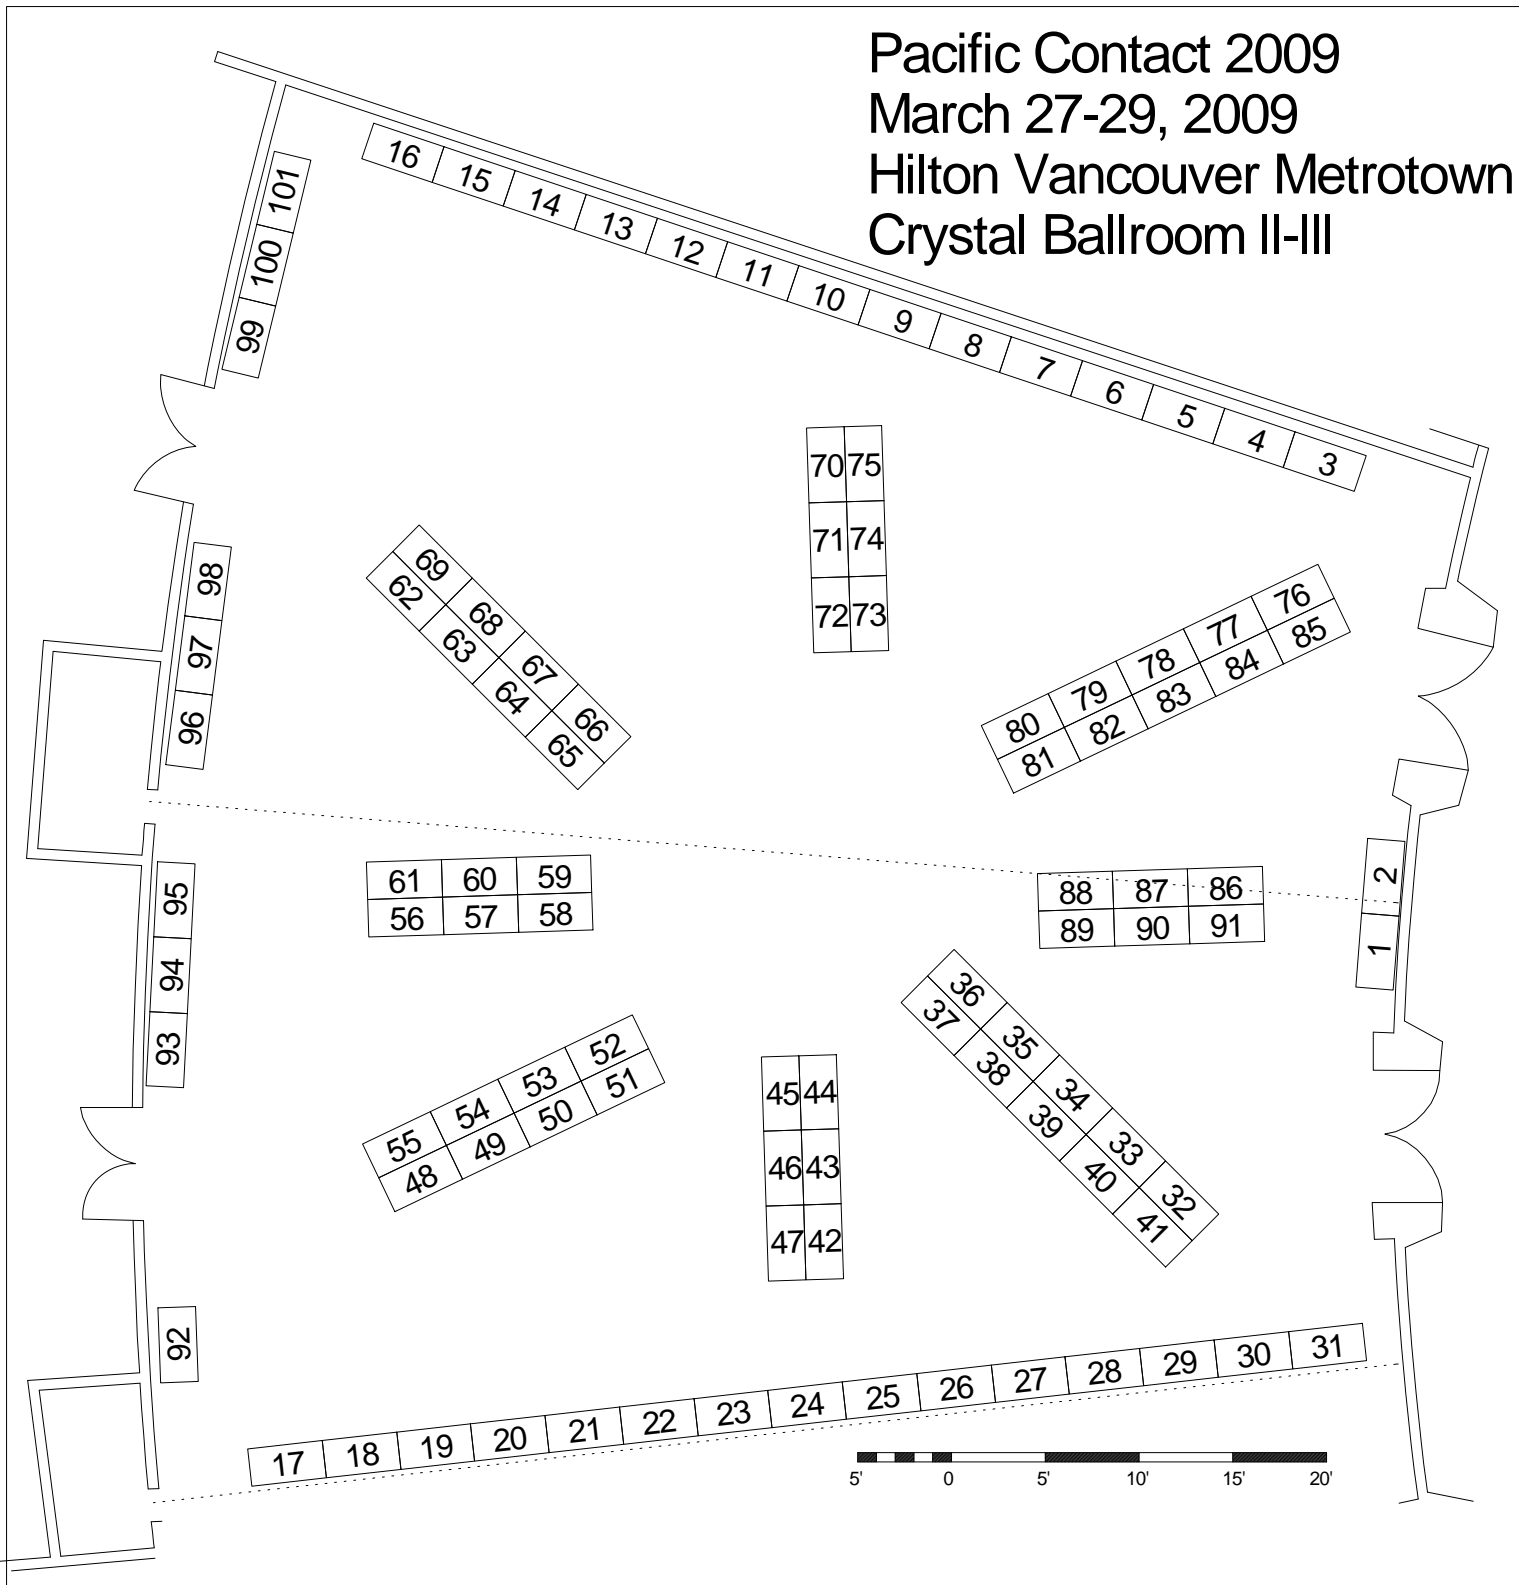 Pacific Contact 2009
March 27-29, 2009
Hilton Vancouver Metrotown
Crystal Ballroom II-III
16 15 14 13 12 11 10 9 8 7 6 5 4 3
101
100
99
70 75
71 74
72 73
69 68 67 66
62 63 64 65
98
97
96
80 79 78 77 76
81 82 83 84 85
61 60 59
56 57 58
88 87 86
89 90 91
2
1
95
94
93
36 35 34 33 32
37 38 39 40 41
55 54 53 52
48 49 50 51
45 44
46 43
47 42
92
17 18 19 20 21 22 23 24 25 26 27 28 29 30 31
5' 0 5' 10' 15' 20'